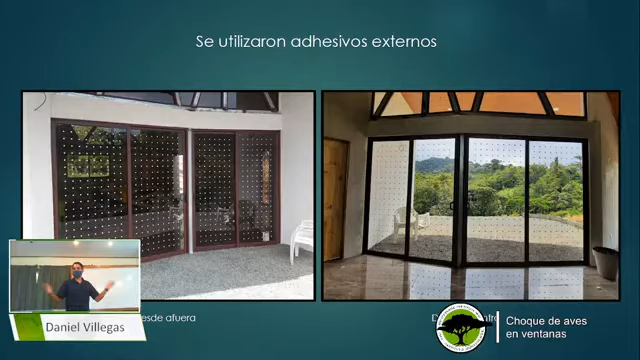 Se utilizaron adhesivos externos
esde afuera
D
Daniel Villegas
Choque de aves
en ventanas